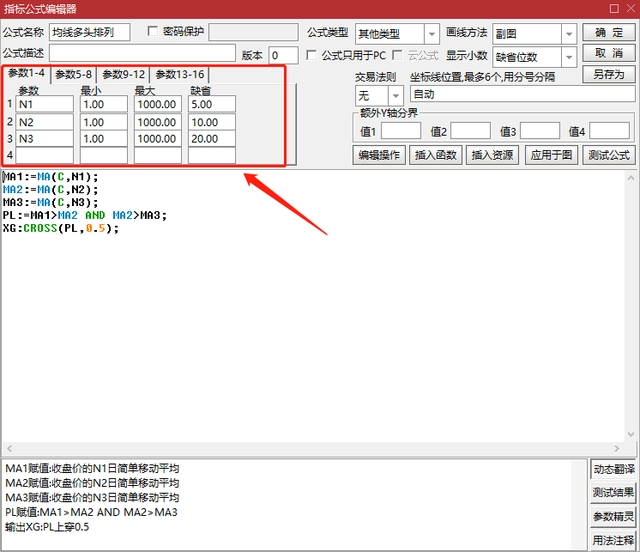 指标公式编辑器
公式名称 均线多头排列 密码保护 公式类型 其他类型 画线方法 副图 确 定
公式描述 版本 0 公式只用于PC 云公式 显示小数 缺省位数 取 消
参数1-4 参数5-8 参数9-12 参数13-16 交易法则 坐标线位置,最多6个,用分号分隔 另存为
参数 最小 最大 缺省 无 自动
1 N1 1.00 1000.00 5.00 额外Y轴分界
2 N2 1.00 1000.00 10.00 值1 值2 值3 值4
3 N3 1.00 1000.00 20.00
4 编辑操作 插入函数 插入资源 应用于图 测试公式
MA1:=MA(C,N1);
MA2:=MA(C,N2);
MA3:=MA(C,N3);
PL:=MA1>MA2 AND MA2>MA3;
XG:CROSS(PL,0.5);
MA1赋值:收盘价的N1日简单移动平均
MA2赋值:收盘价的N2日简单移动平均
MA3赋值:收盘价的N3日简单移动平均
PL赋值:MA1>MA2 AND MA2>MA3
输出XG:PL上穿0.5
动态翻译
测试结果
参数精灵
用法注释